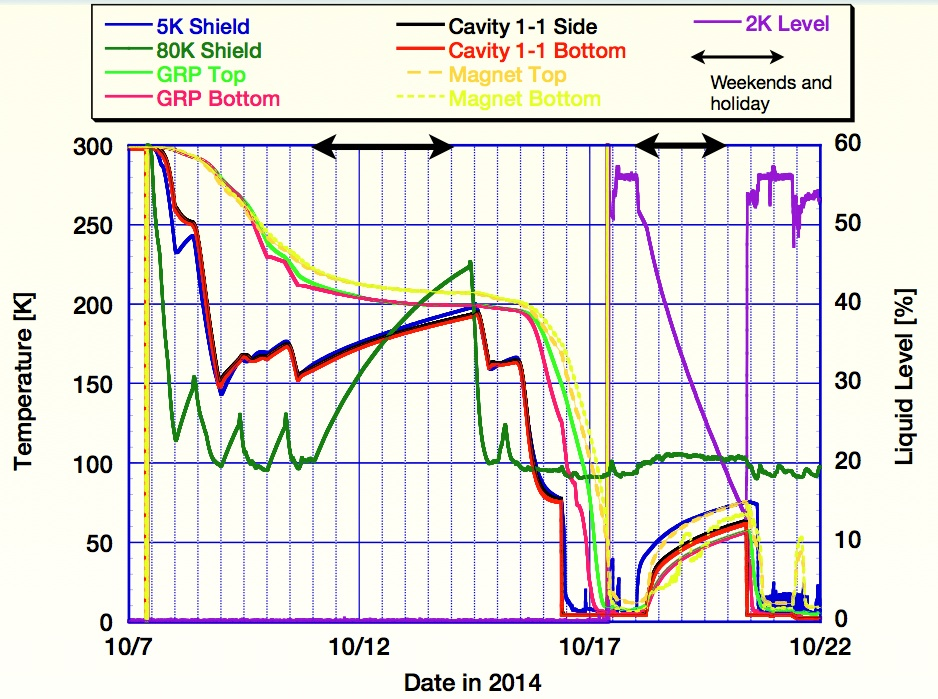 5K Shield
80K Shield
GRP Top
GRP Bottom
Cavity 1-1 Side
Cavity 1-1 Bottom
Magnet Top
Magnet Bottom
2K Level
Weekends and
holiday
Temperature [K]
300
250
200
150
100
50
0
60
50
40
30
20
10
0
Liquid Level [%]
10/7
10/12
10/17
10/22
Date in 2014